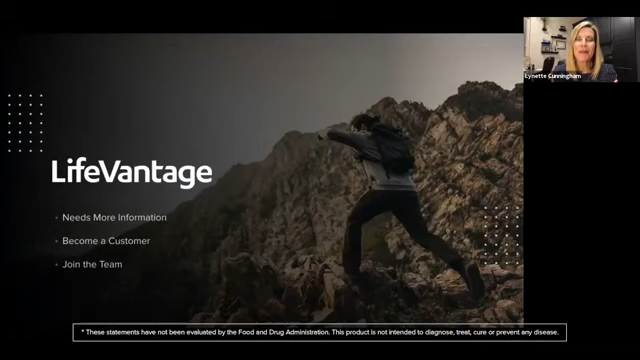 Lynette Cunningham
LifeVantage
• Needs More Information
• Become a Customer
• Join the Team
* These statements have not been evaluated by the Food and Drug Administration. This product is not intended to diagnose, treat, cure or prevent any disease.